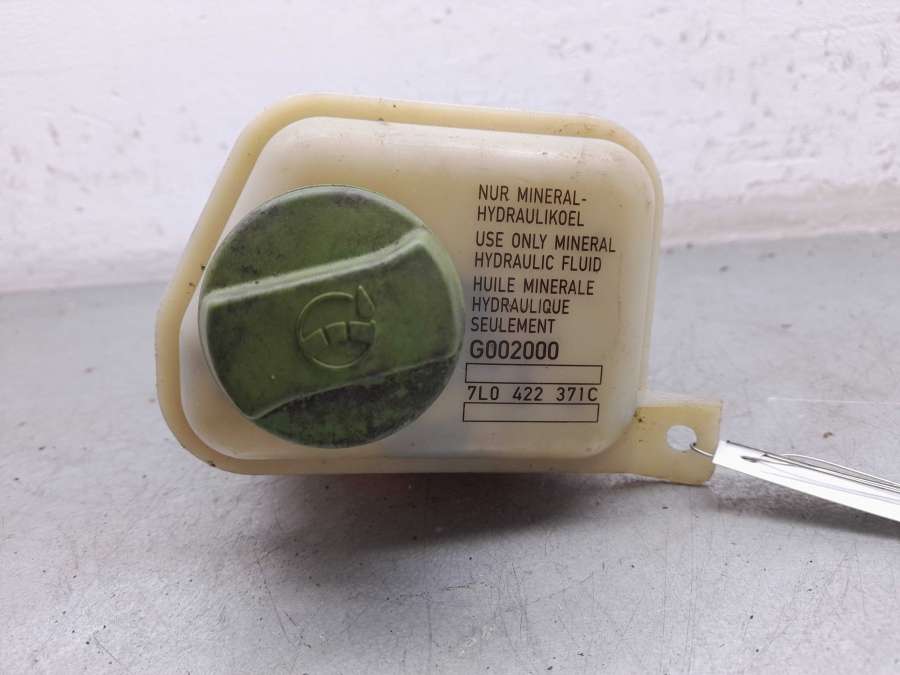 NUR MINERAL-
HYDRAULIKOEL
USE ONLY MINERAL
HYDRAULIC FLUID
HUILE MINERALE
HYDRAULIQUE
SEULEMENT
G002000
7L0 422 371C